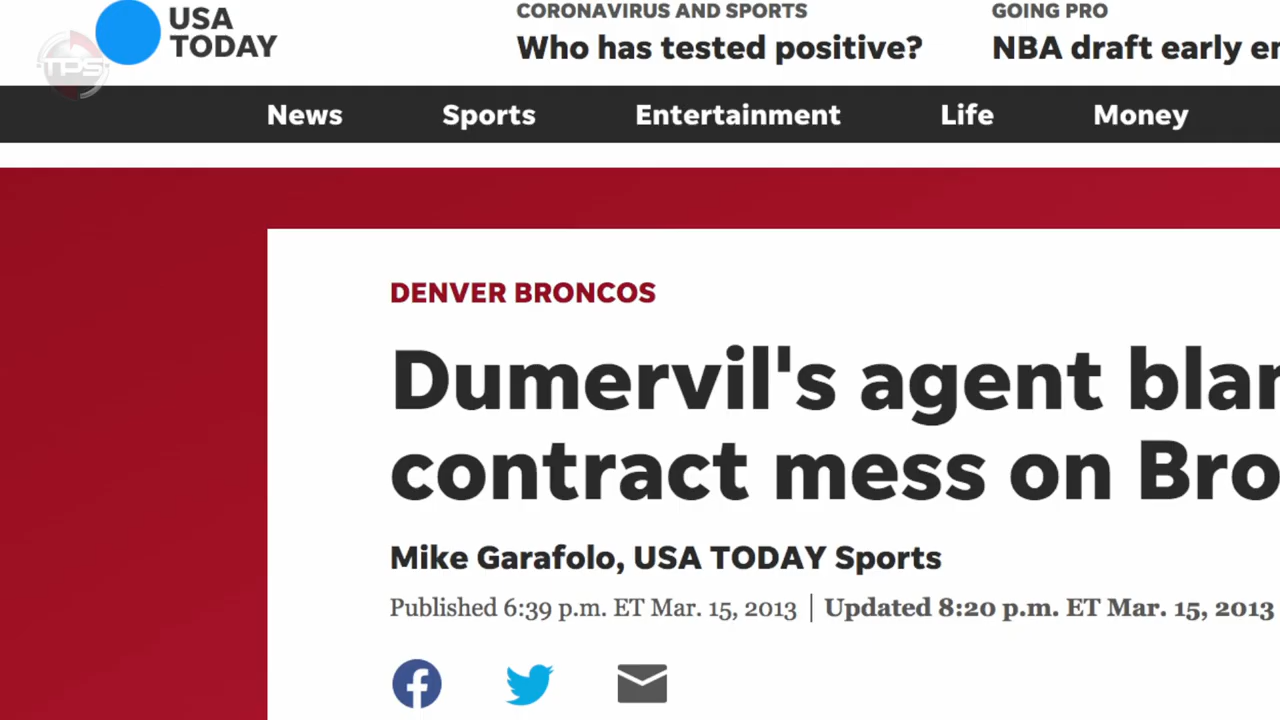 USA
TODAY
TPS
CORONAVIRUS AND SPORTS
Who has tested positive?
GOING PRO
NBA draft early
News Sports Entertainment Life Money
DENVER BRONCOS
Dumervil's agent
contract mess on
Mike Garafolo, USA TODAY Sports
Published 6:39 p.m. ET Mar. 15, 2013 | Updated 8:20 p.m. ET Mar. 15, 2013